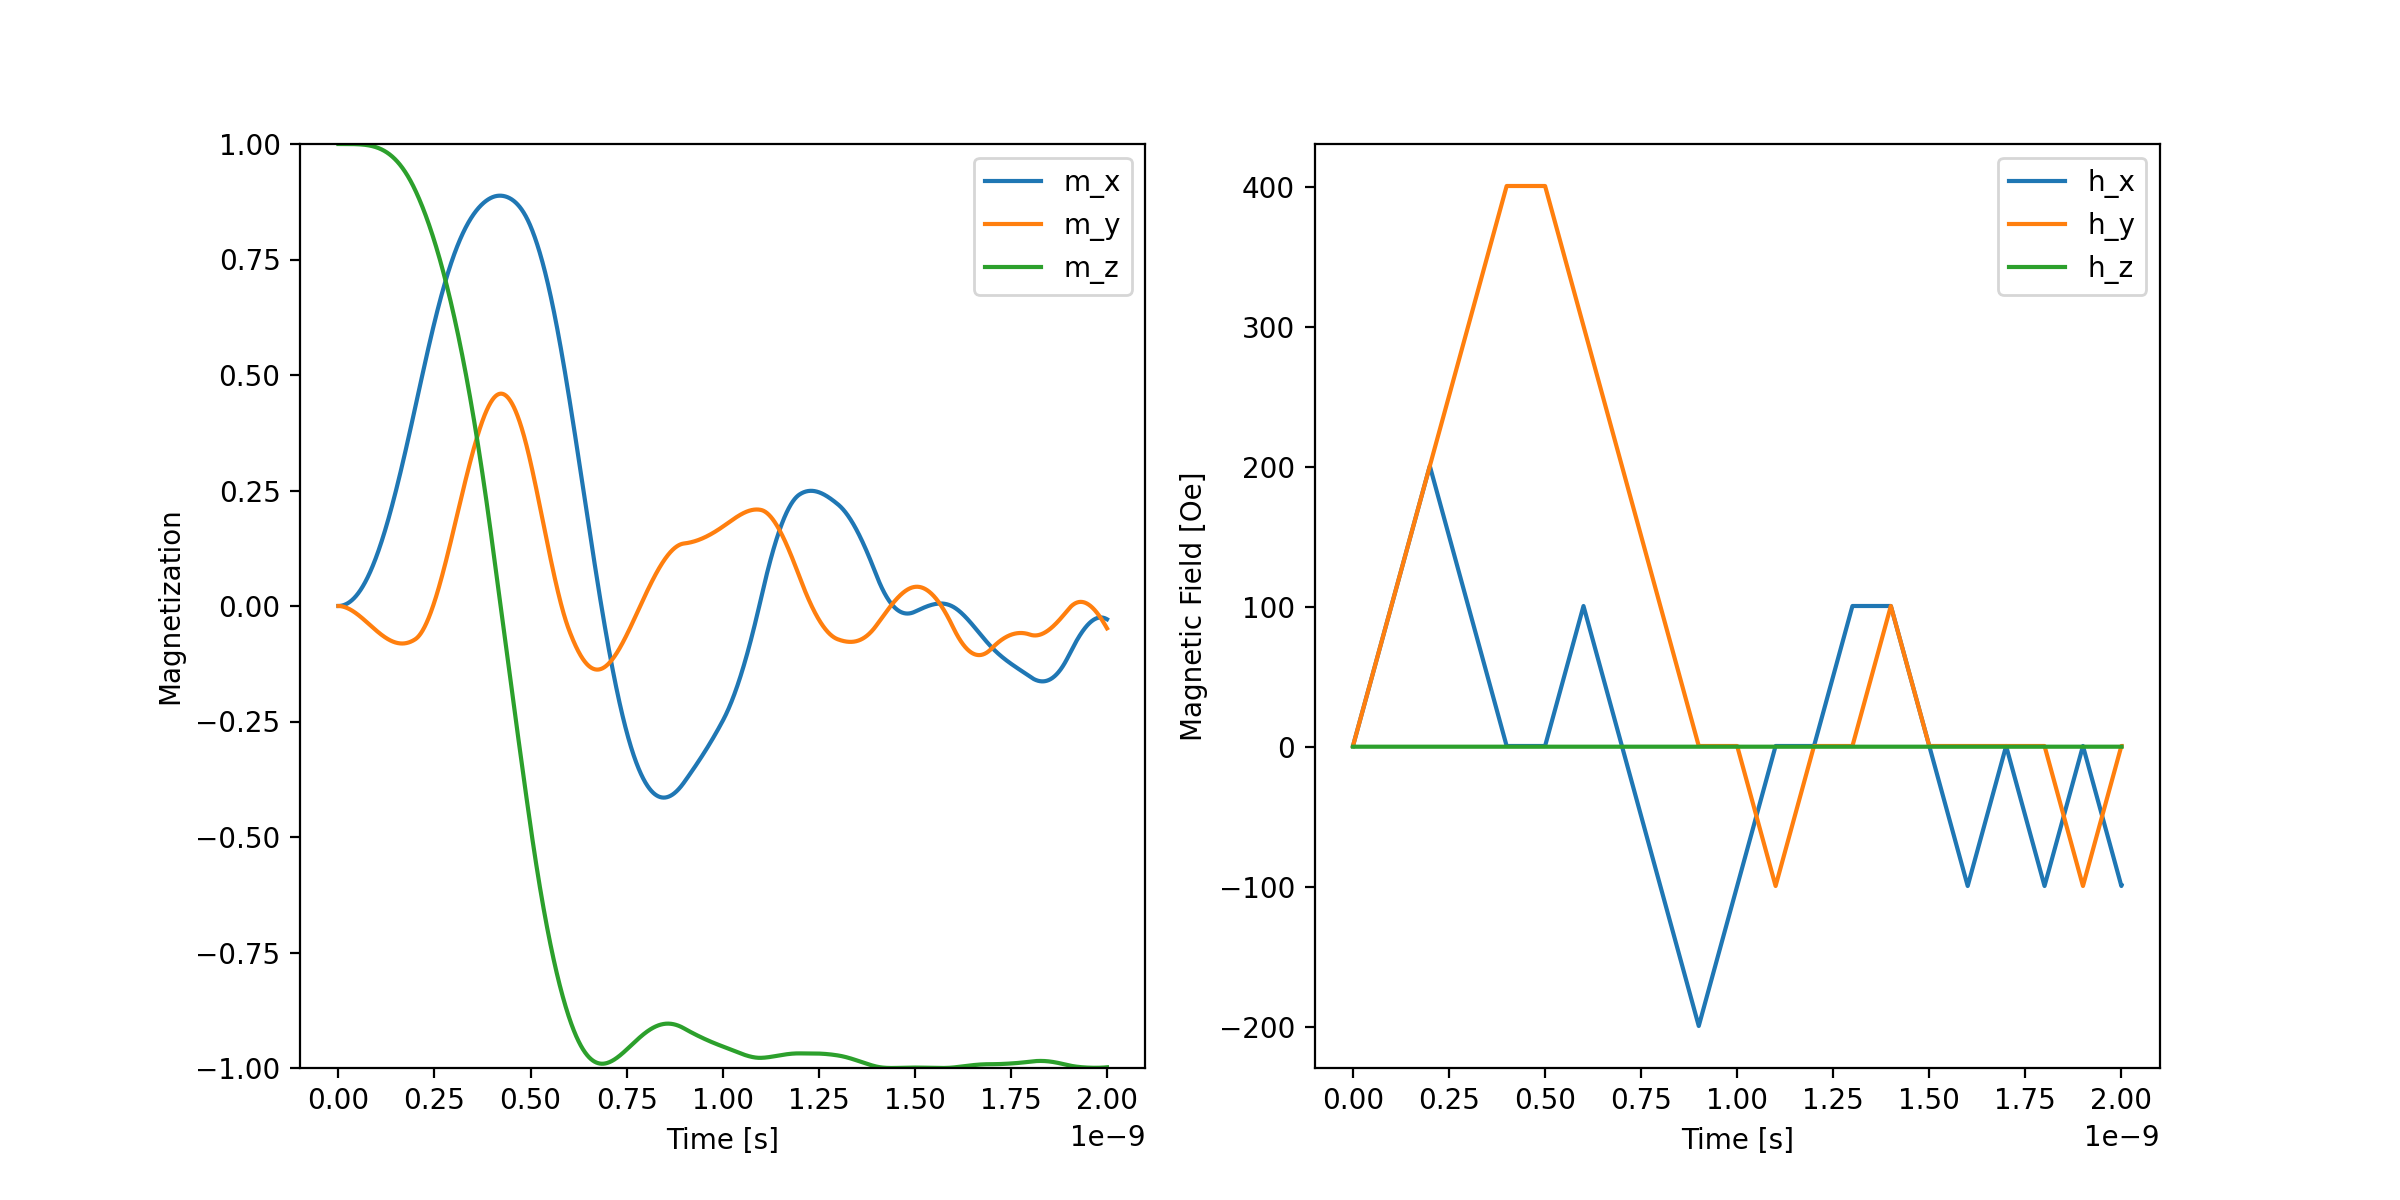 1.00
0.75
0.50
0.25
0.00
−0.25
−0.50
−0.75
−1.00
Magnetization
m_x
m_y
m_z
0.00 0.25 0.50 0.75 1.00 1.25 1.50 1.75 2.00
Time [s]
1e−9
400
300
200
100
0
−100
−200
Magnetic Field [Oe]
h_x
h_y
h_z
0.00 0.25 0.50 0.75 1.00 1.25 1.50 1.75 2.00
Time [s]
1e−9